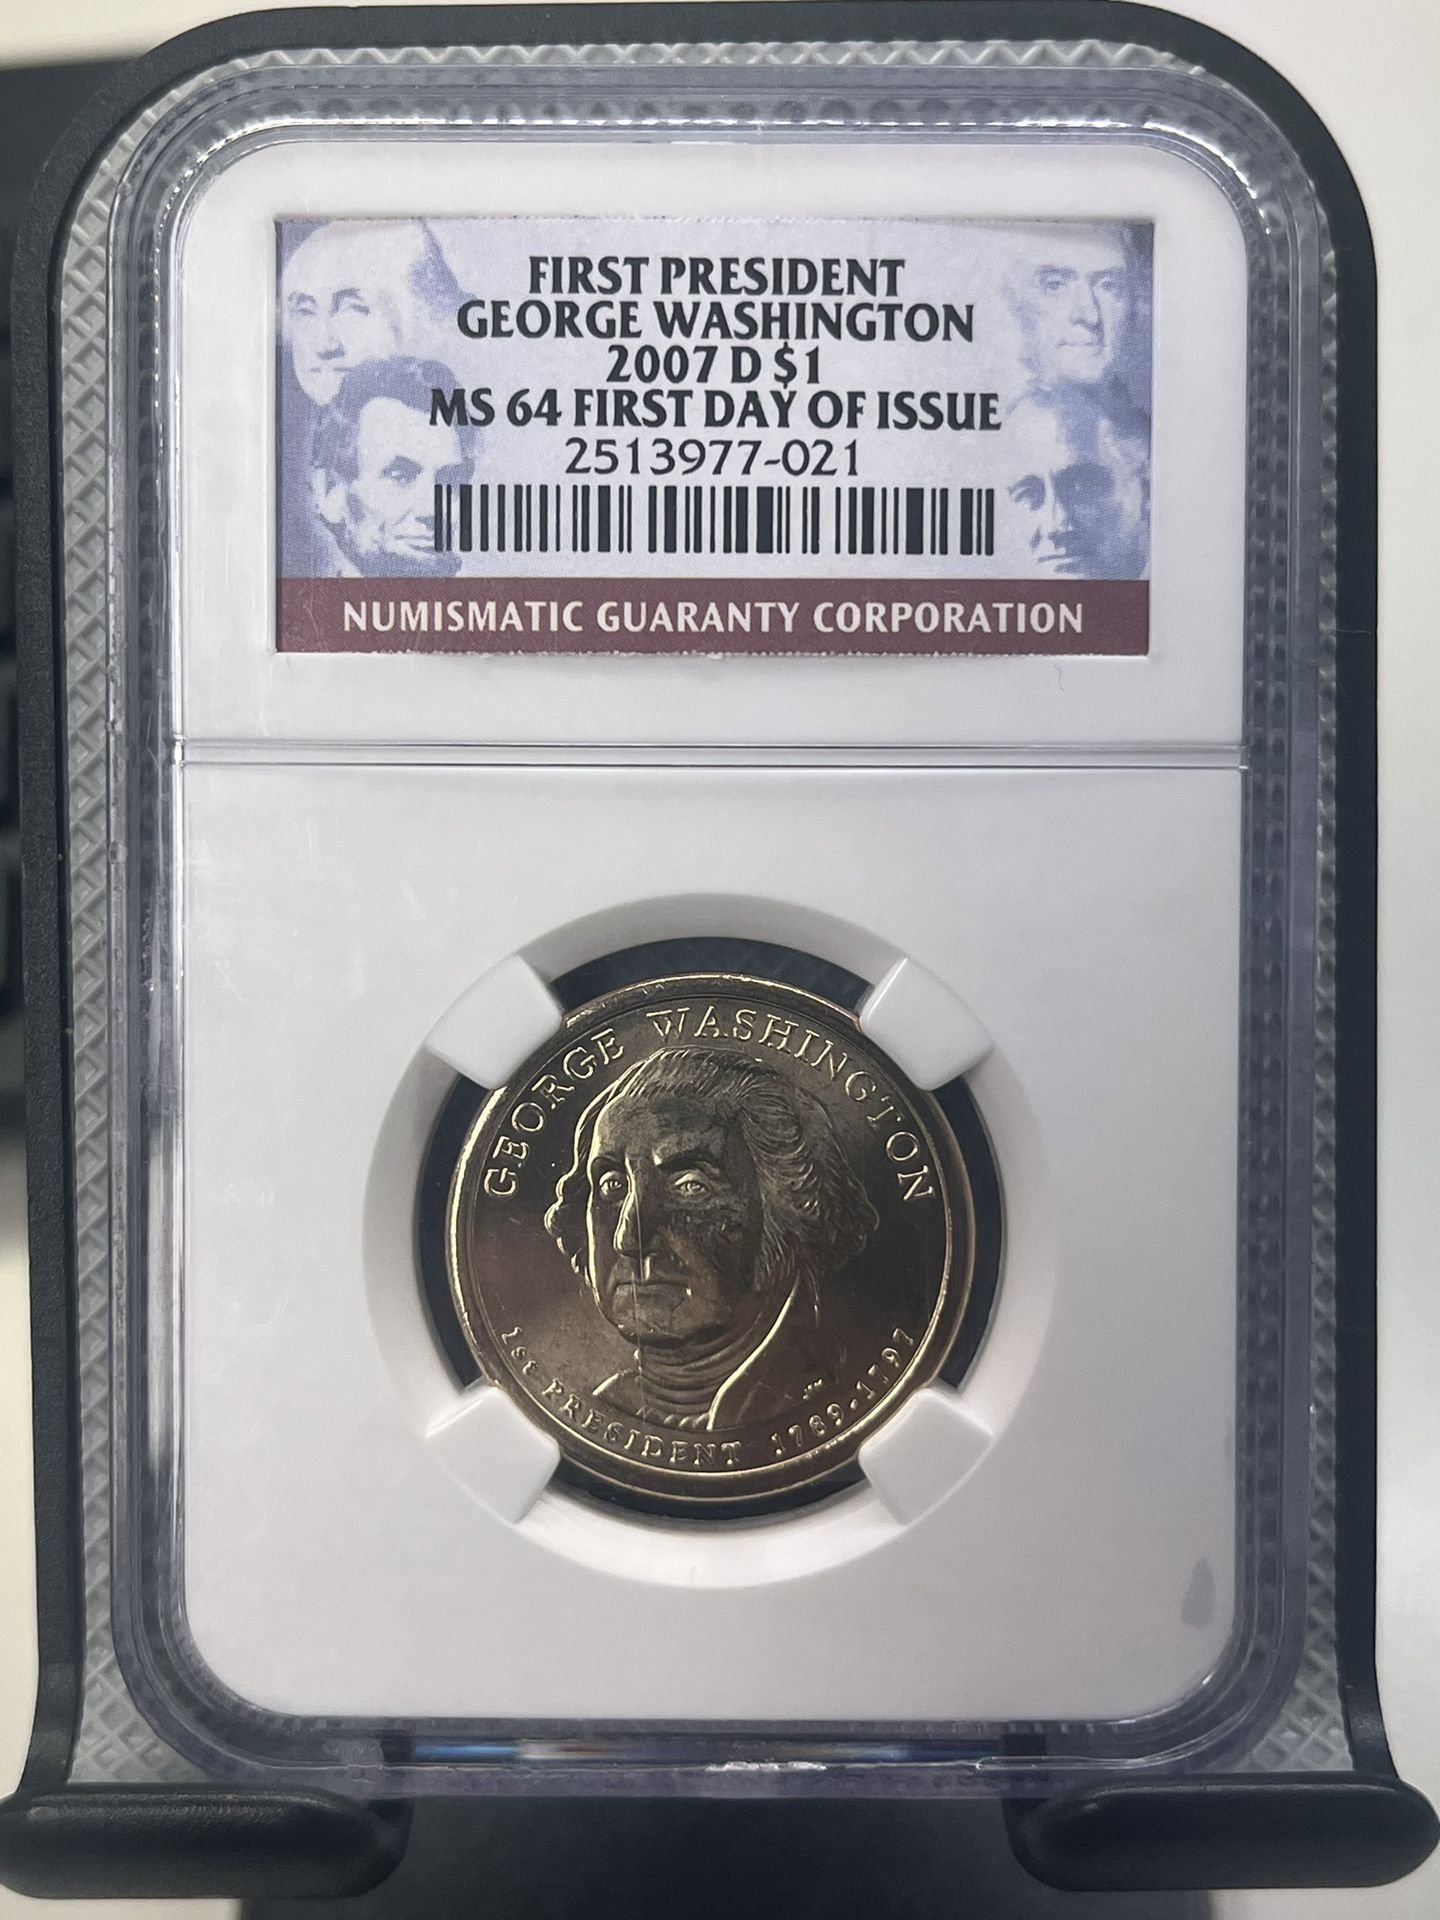 FIRST PRESIDENT
GEORGE WASHINGTON
2007 D $1
MS 64 FIRST DAY OF ISSUE
2513977-021
NUMISMATIC GUARANTY CORPORATION
GEORGE WASHINGTON
1st PRESIDENT 1789-1797